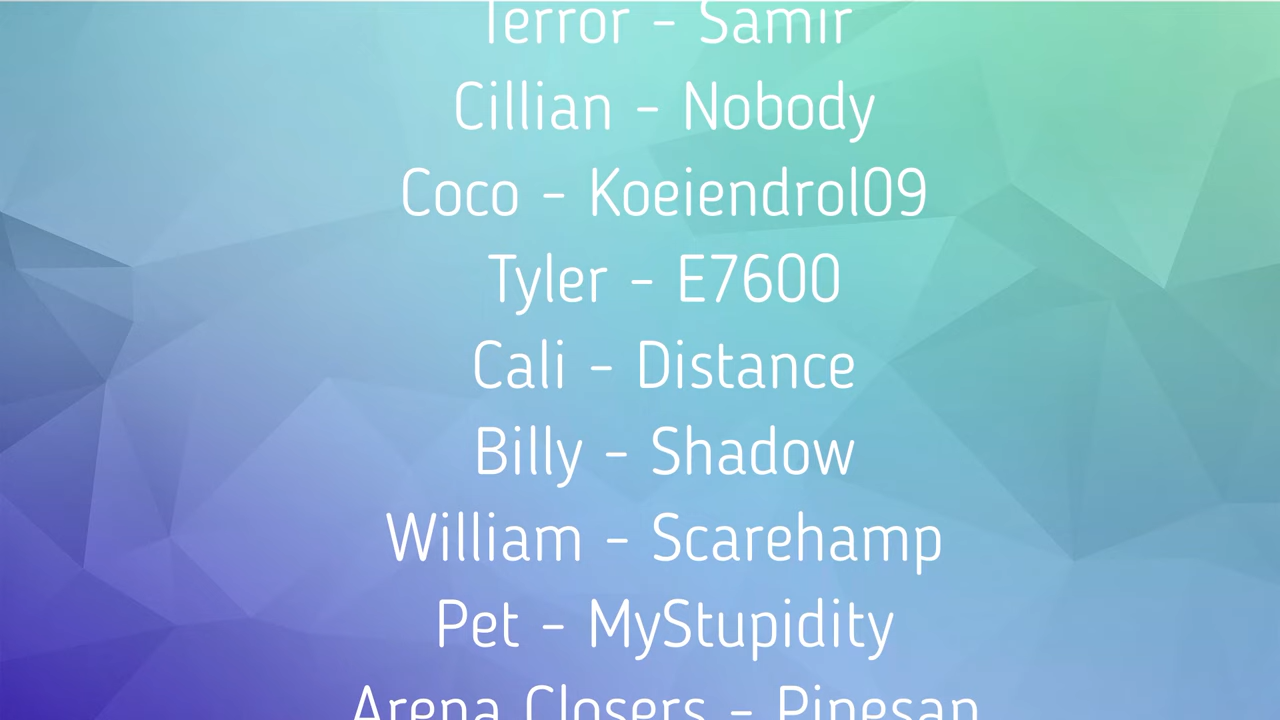 Terror - Samir
Cillian - Nobody
Coco - Koeiendrol09
Tyler - E7600
Cali - Distance
Billy - Shadow
William - Scarehamp
Pet - MyStupidity
Arena Closers - Pinesan